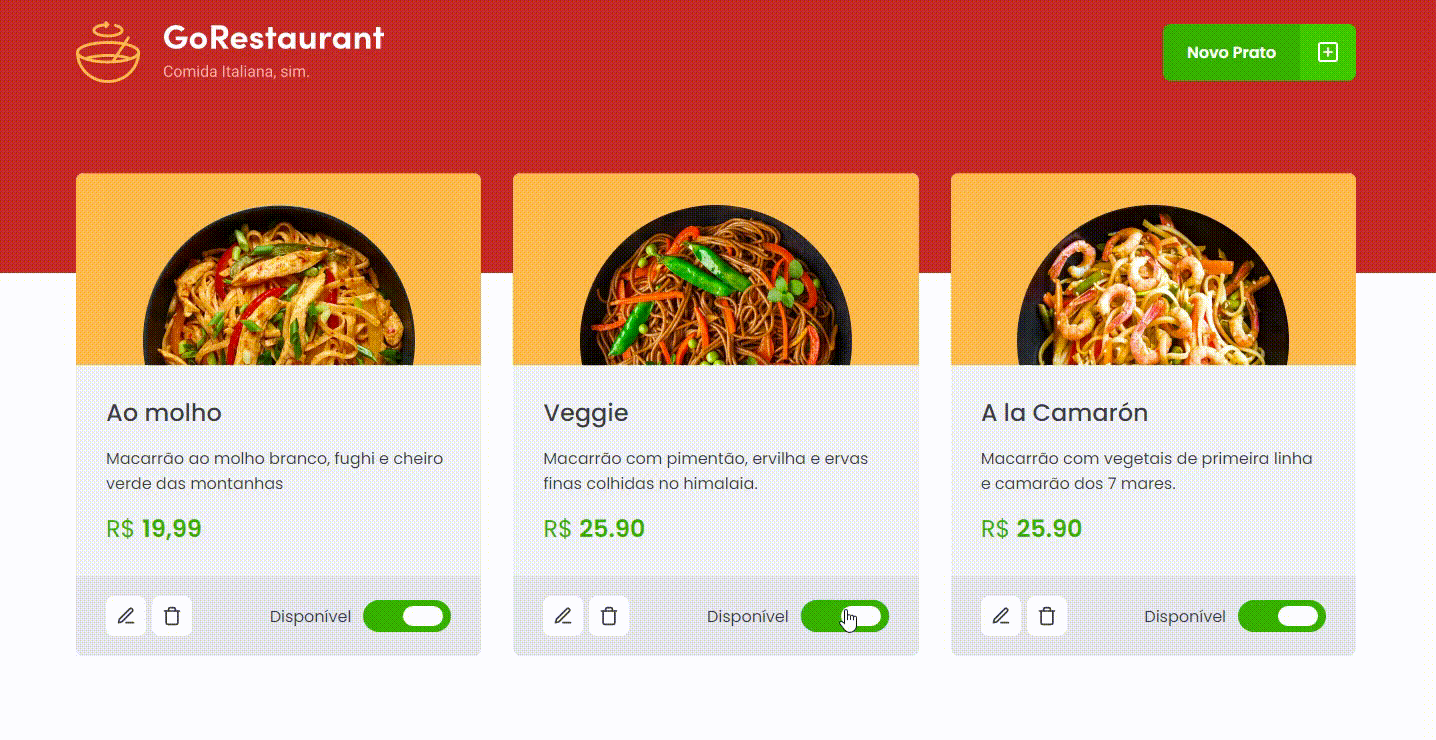 GoRestaurant
Comida Italiana, sim.
Novo Prato
Ao molho
Macarrão ao molho branco, fughi e cheiro
verde das montanhas
R$ 19,99
Disponível
Veggie
Macarrão com pimentão, ervilha e ervas
finas colhidas no himalaia.
R$ 25.90
Disponível
A la Camarón
Macarrão com vegetais de primeira linha
e camarão dos 7 mares.
R$ 25.90
Disponível